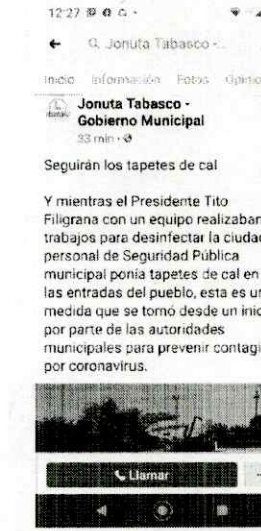 12:27
Jonuta Tabasco -...
Inicio Información Fotos Opinio
Jonuta Tabasco -
Gobierno Municipal
33 min
Seguirán los tapetes de cal
Y mientras el Presidente Tito
Filigrana con un equipo realizaban
trabajos para desinfectar la ciudad
personal de Seguridad Pública
municipal ponía tapetes de cal en
las entradas del pueblo, esta es un
medida que se tomó desde un inic
por parte de las autoridades
municipales para prevenir contagi
por coronavirus.
Llamar